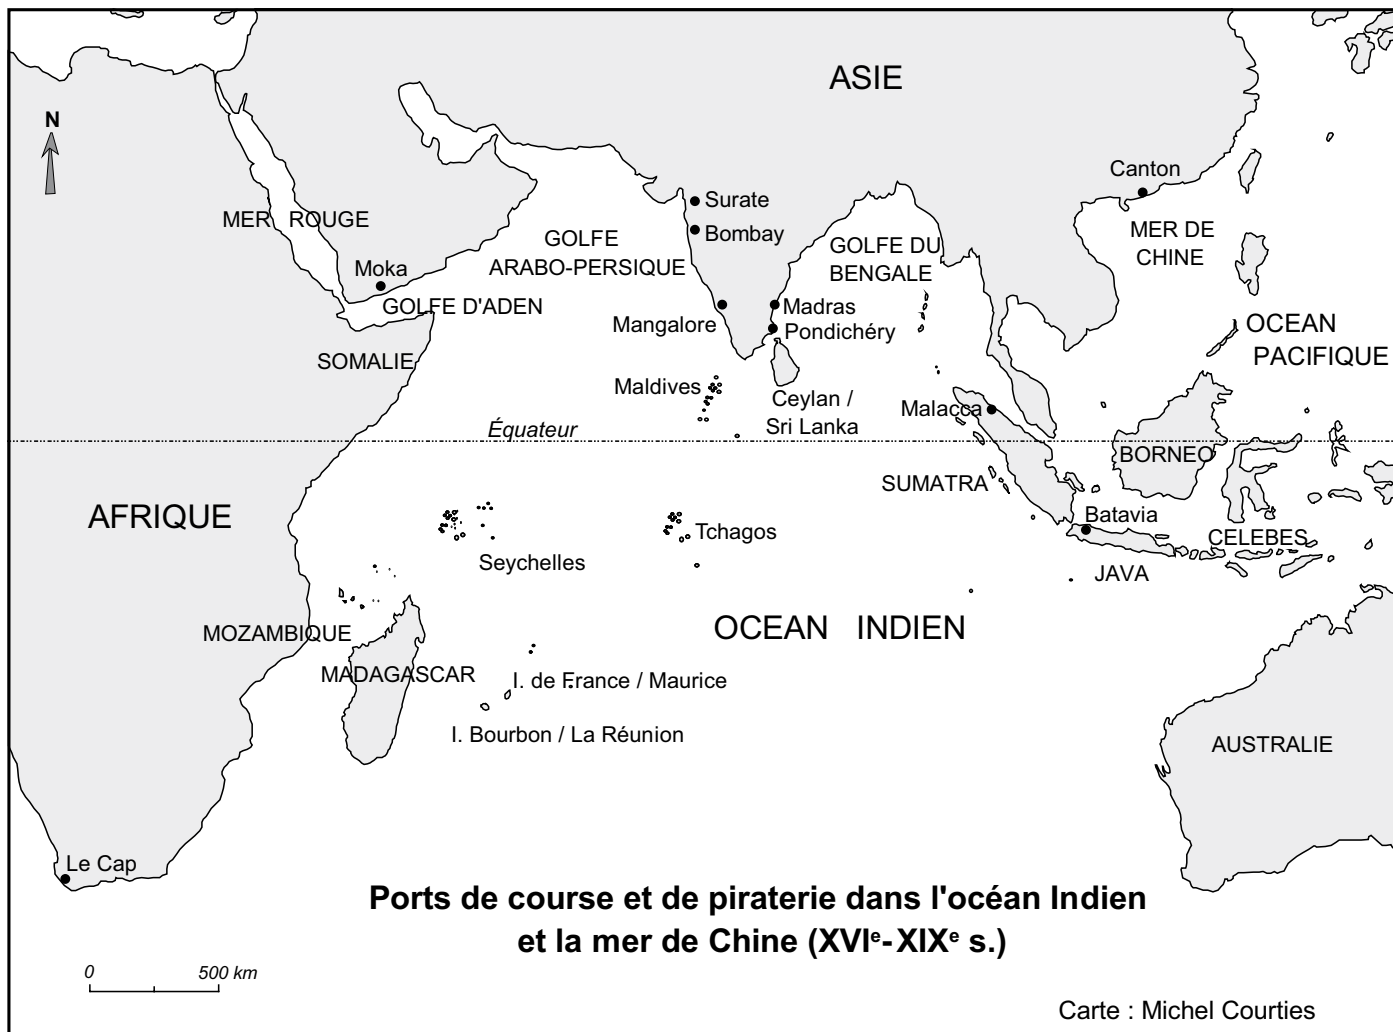 ASIE
N
Canton
Surate
MER ROUGE
Bombay
MER DE
CHINE
GOLFE
ARABO-PERSIQUE
GOLFE DU
BENGALE
Moka
GOLFE D'ADEN
Mangalore
Madras
Pondichéry
OCEAN
PACIFIQUE
SOMALIE
Maldives
Ceylan /
Sri Lanka
Malacca
Équateur
BORNEO
SUMATRA
AFRIQUE
Batavia
Tchagos
CELEBES
Seychelles
JAVA
MOZAMBIQUE
OCEAN INDIEN
MADAGASCAR
I. de France / Maurice
I. Bourbon / La Réunion
AUSTRALIE
Le Cap
Ports de course et de piraterie dans l'océan Indien
et la mer de Chine (XVIe-XIXe s.)
0 500 km
Carte : Michel Courties